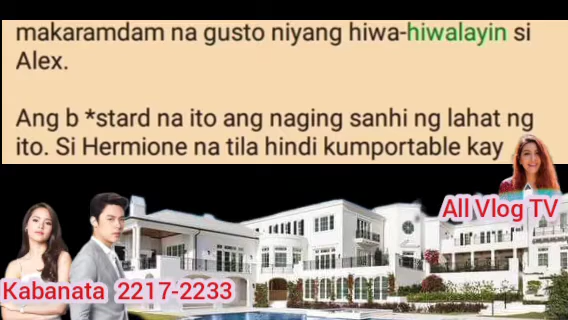 makaramdam na gusto niyang hiwa-hiwalayin si
Alex.
Ang b *stard na ito ang naging sanhi ng lahat ng
ito. Si Hermione na tila hindi kumportable kay
All Vlog TV
Kabanata 2217-2233